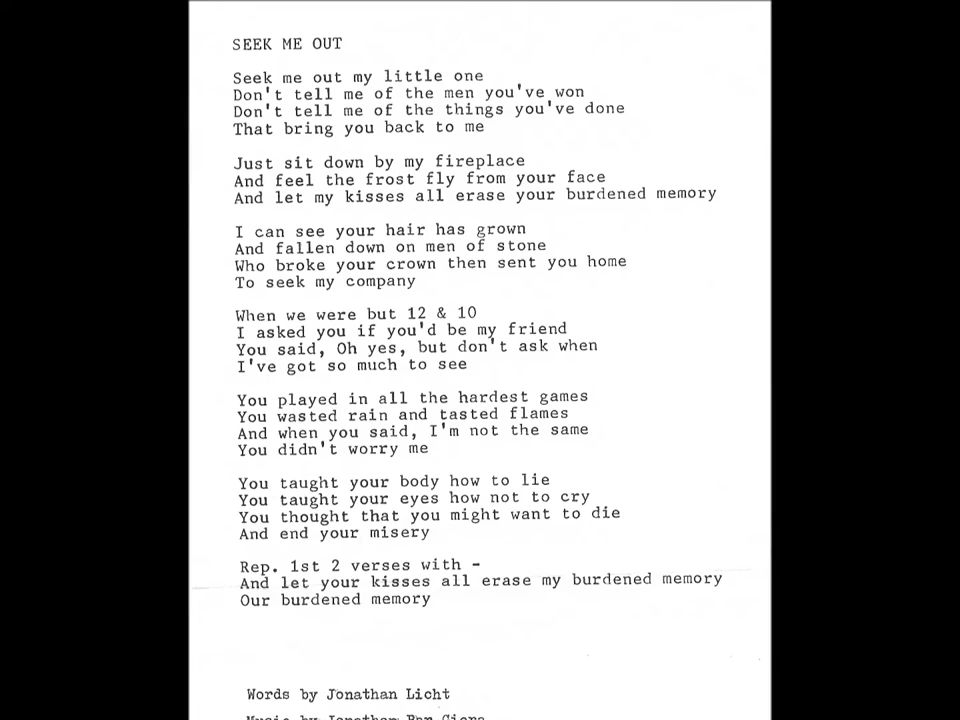 SEEK ME OUT
Seek me out my little one
Don't tell me of the men you've won
Don't tell me of the things you've done
That bring you back to me
Just sit down by my fireplace
And feel the frost fly from your face
And let my kisses all erase your burdened memory
I can see your hair has grown
And fallen down on men of stone
Who broke your crown then sent you home
To seek my company
When we were but 12 & 10
I asked you if you'd be my friend
You said, Oh yes, but don't ask when
I've got so much to see
You played in all the hardest games
You wasted rain and tasted flames
And when you said, I'm not the same
You didn't worry me
You taught your body how to lie
You taught your eyes how not to cry
You thought that you might want to die
And end your misery
Rep. 1st 2 verses with -
And let your kisses all erase my burdened memory
Our burdened memory
Words by Jonathan Licht
Music by Jonathan